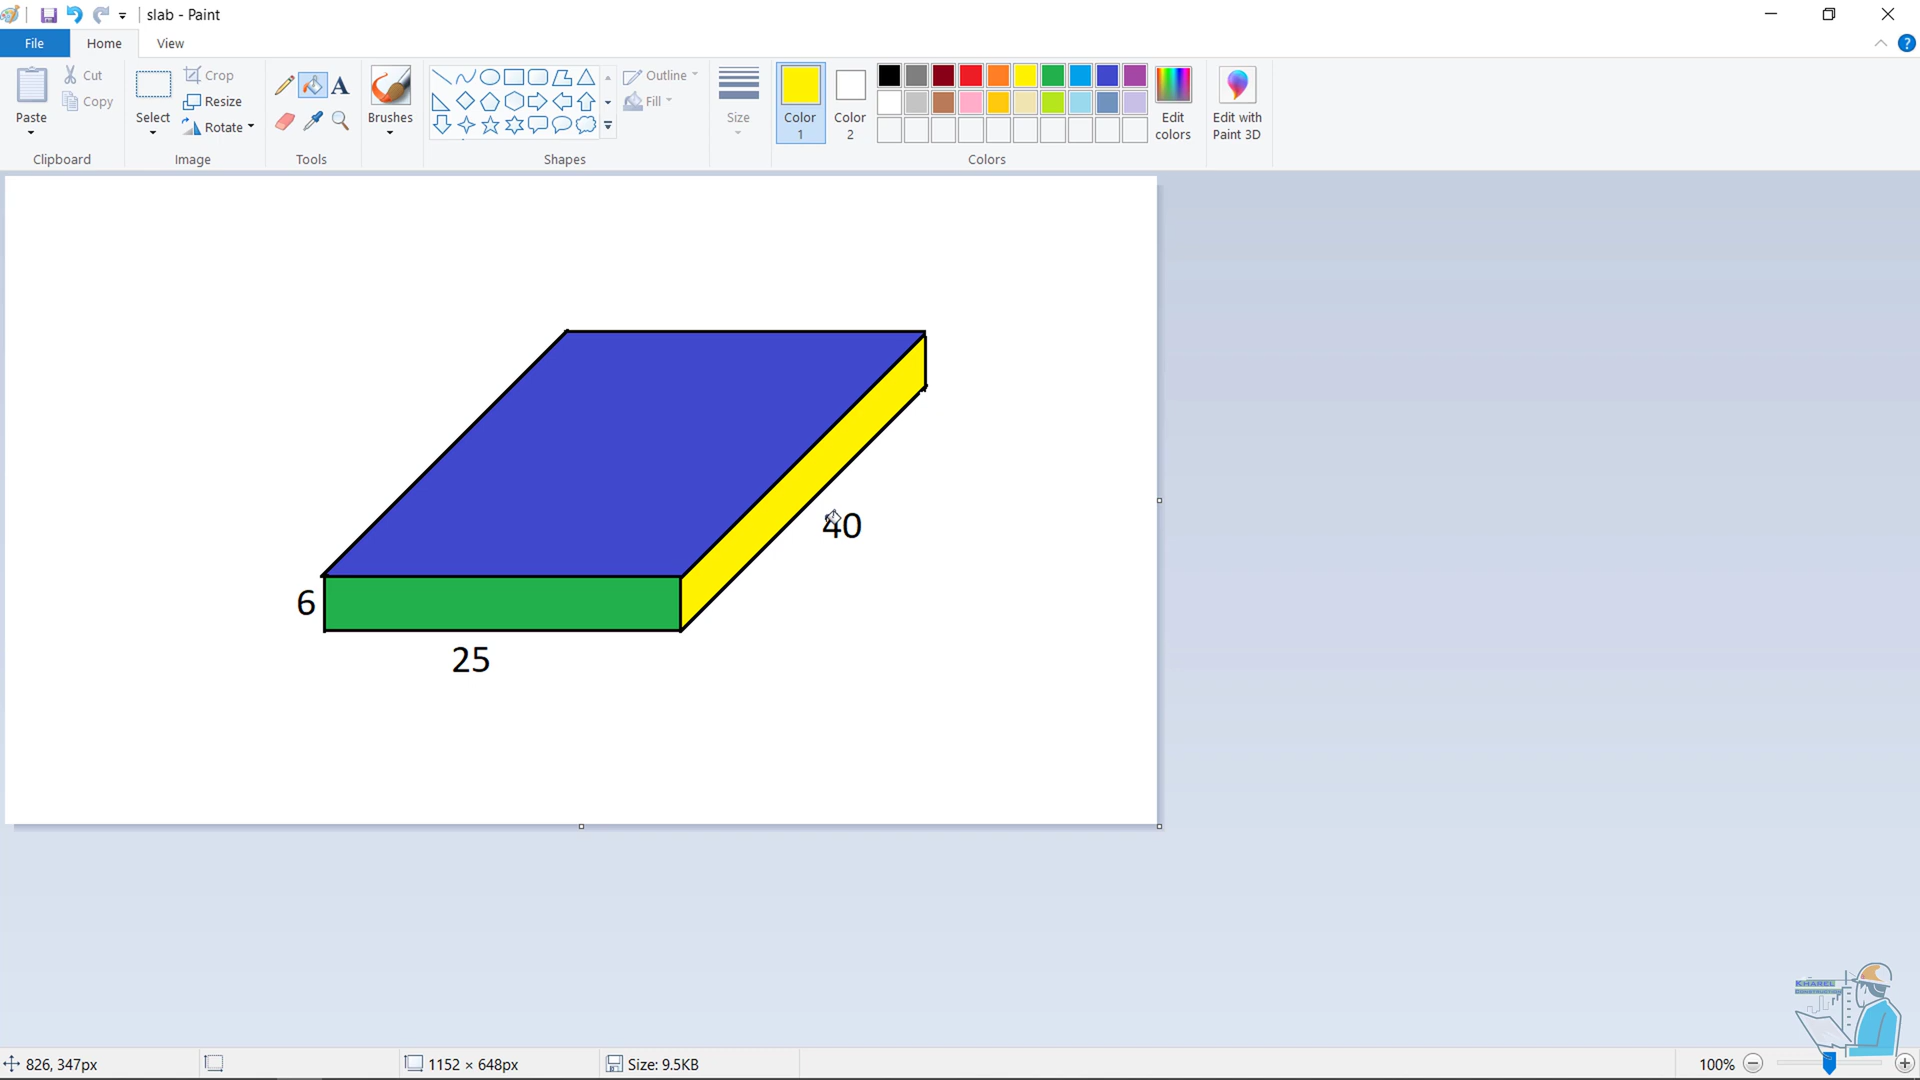 slab - Paint
File Home View
Paste
Cut
Copy
Clipboard
Select
Crop
Resize
Rotate
Image
A
Tools
Brushes
Shapes
Outline
Fill
Size
Color 1
Color 2
Colors
Edit colors
Edit with Paint 3D
?
40
6
25
KHAREL
CONSTRUCTION
826, 347px
1152 × 648px
Size: 9.5KB
100%